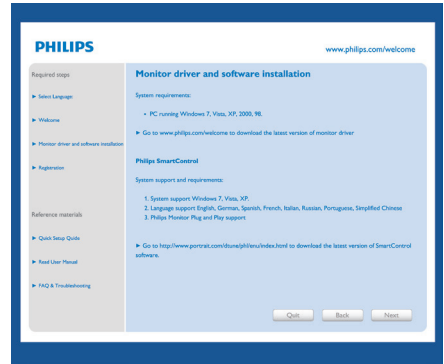 PHILIPS
www.philips.com/welcome
Required steps
Select Language:
Welcome
Monitor driver and software installation
Registeration
Reference materials
Quick Setup Guide
Read User Manual
FAQ & Troubleshooting
Monitor driver and software installation
System requirements:
• PC running Windows 7, Vista, XP, 2000, 98.
► Go to www.philips.com/welcome to download the latest version of monitor driver
Philips SmartControl
System support and requirements:
1. System support Windows 7, Vista, XP.
2. Language support English, German, Spanish, French, Italian, Russian, Portuguese, Simplified Chinese
3. Philips Monitor Plug and Play support
► Go to http://www.portrait.com/dtune/phl/enu/index.html to download the latest version of SmartControl
software.
Quit
Back
Next